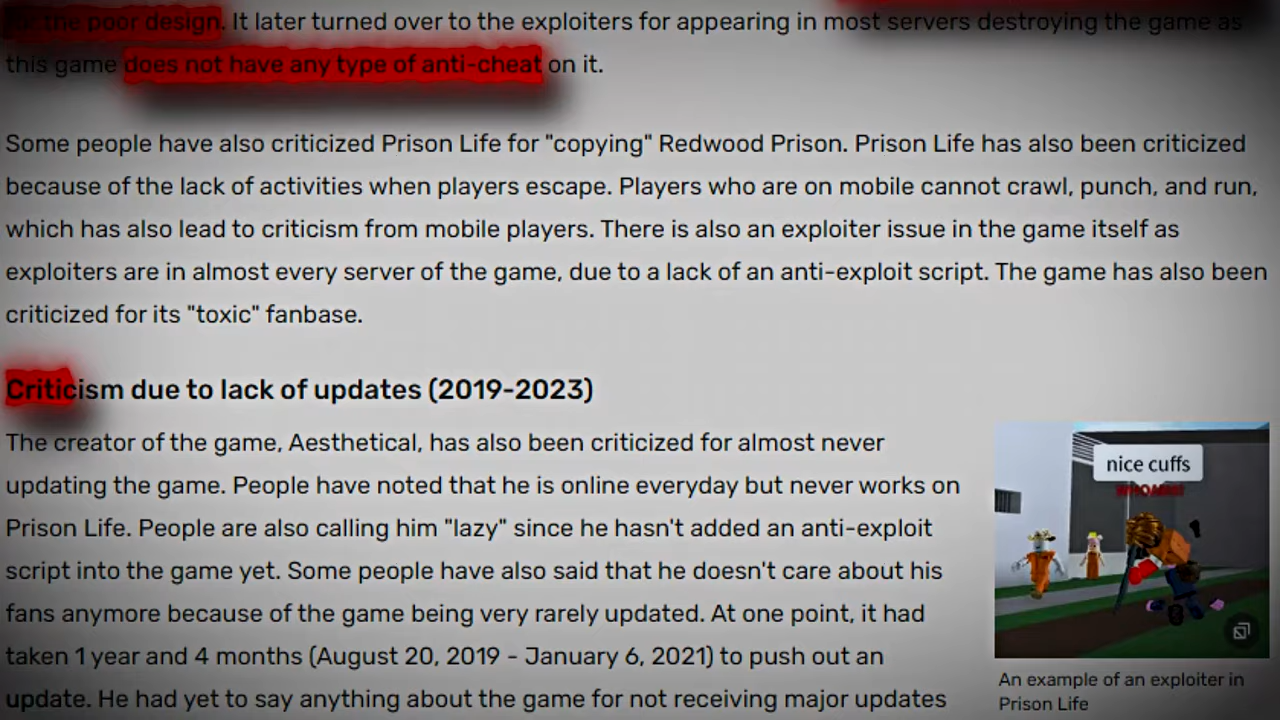 for the poor design. It later turned over to the exploiters for appearing in most servers destroying the game as
this game does not have any type of anti-cheat on it.
Some people have also criticized Prison Life for "copying" Redwood Prison. Prison Life has also been criticized
because of the lack of activities when players escape. Players who are on mobile cannot crawl, punch, and run,
which has also lead to criticism from mobile players. There is also an exploiter issue in the game itself as
exploiters are in almost every server of the game, due to a lack of an anti-exploit script. The game has also been
criticized for its "toxic" fanbase.
Criticism due to lack of updates (2019-2023)
The creator of the game, Aesthetical, has also been criticized for almost never
updating the game. People have noted that he is online everyday but never works on
Prison Life. People are also calling him "lazy" since he hasn't added an anti-exploit
script into the game yet. Some people have also said that he doesn't care about his
fans anymore because of the game being very rarely updated. At one point, it had
taken 1 year and 4 months (August 20, 2019 - January 6, 2021) to push out an
update. He had yet to say anything about the game for not receiving major updates
nice cuffs
An example of an exploiter in
Prison Life